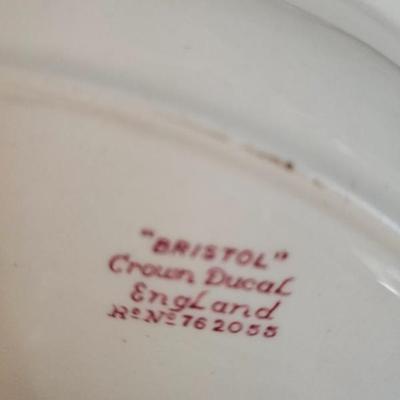 "BRISTOL"
Crown Ducal
England
Rᵈ Nº 762055